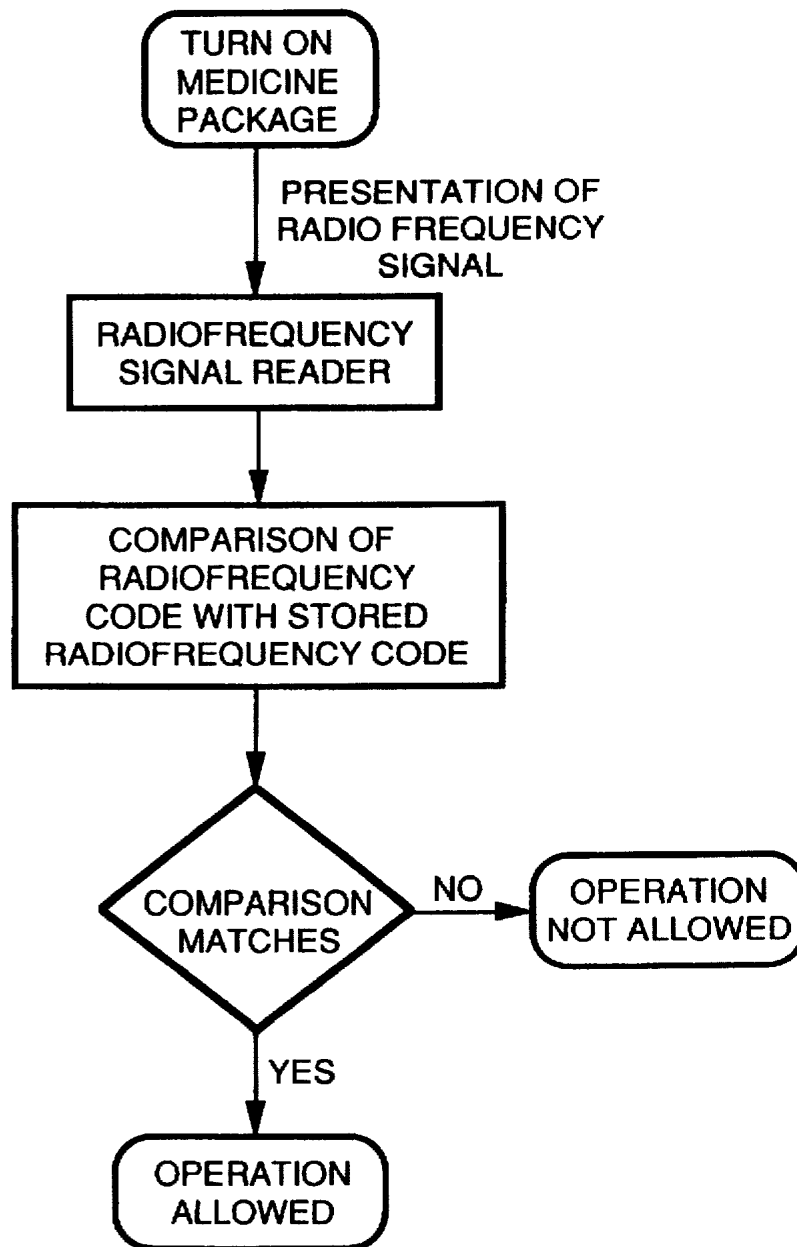 TURN ON
MEDICINE
PACKAGE
PRESENTATION OF
RADIO FREQUENCY
SIGNAL
RADIOFREQUENCY
SIGNAL READER
COMPARISON OF
RADIOFREQUENCY
CODE WITH STORED
RADIOFREQUENCY CODE
COMPARISON
MATCHES
NO
OPERATION
NOT ALLOWED
YES
OPERATION
ALLOWED